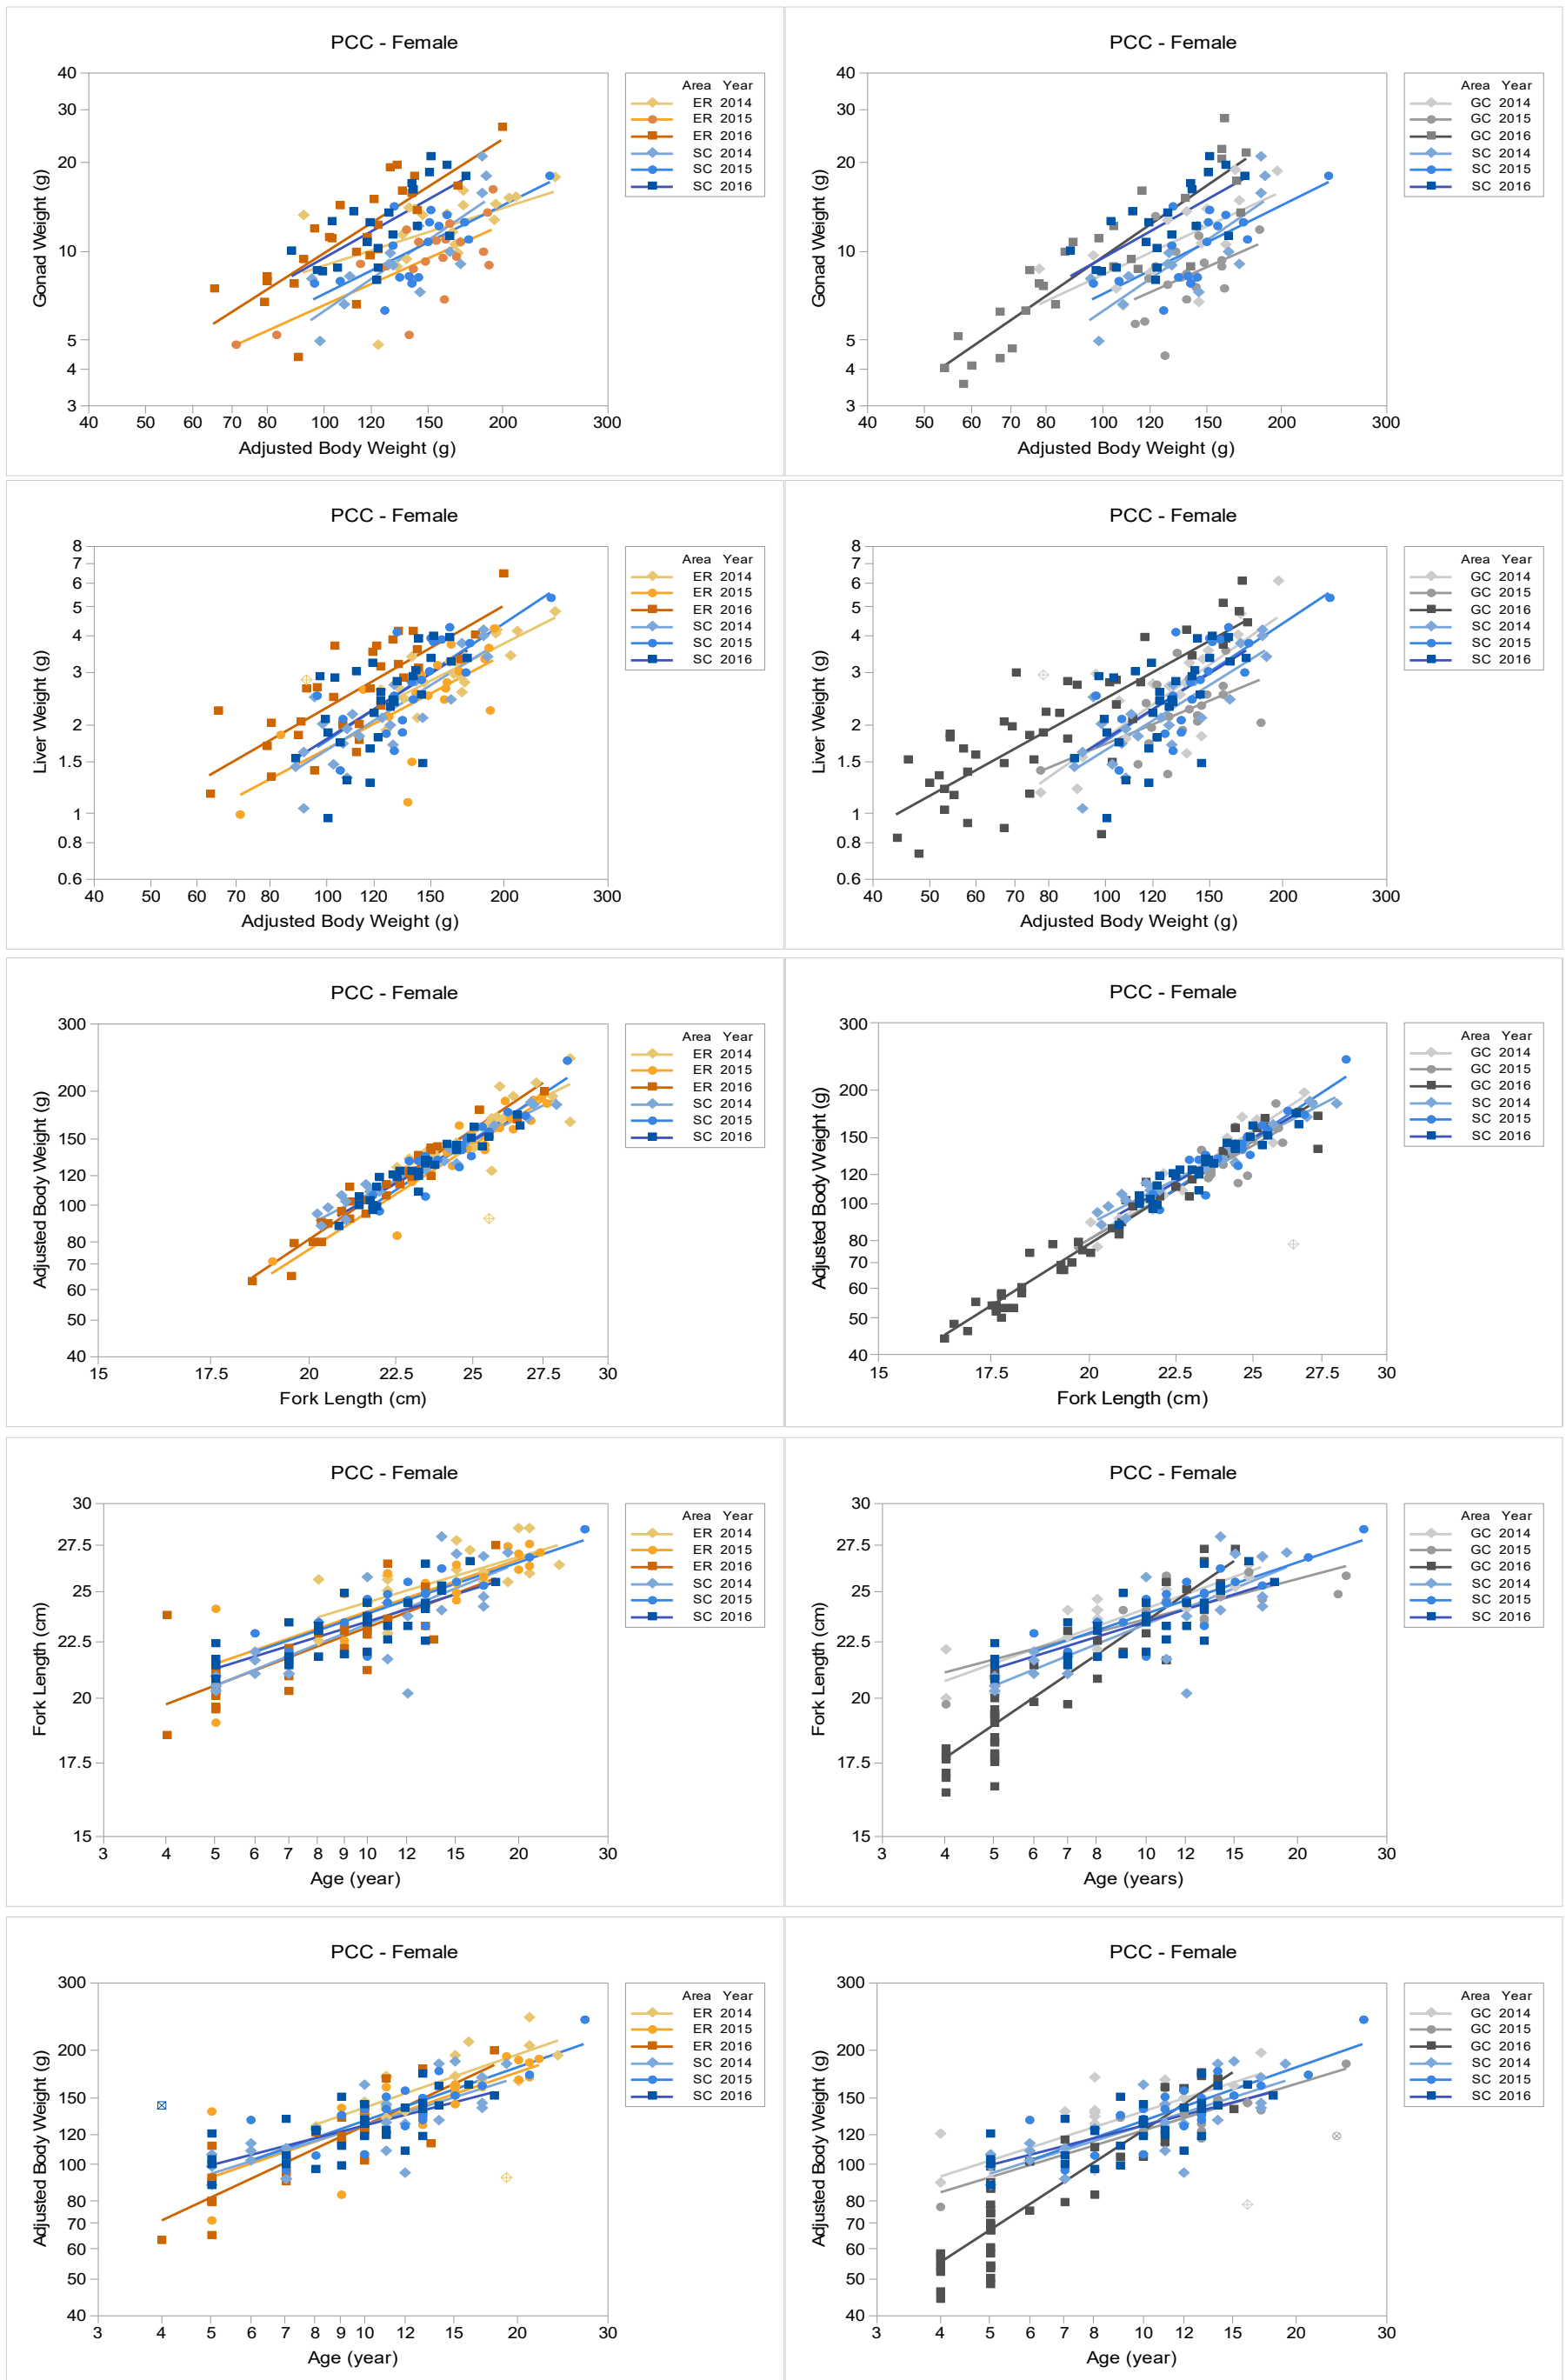 PCC - Female
40
30
20
10
5
4
3
Gonad Weight (g)
40 50 60 70 80 100 120 150 200 300
Adjusted Body Weight (g)
Area Year
ER 2014
ER 2015
ER 2016
SC 2014
SC 2015
SC 2016
PCC - Female
40
30
20
10
5
4
3
Gonad Weight (g)
40 50 60 70 80 100 120 150 200 300
Adjusted Body Weight (g)
Area Year
GC 2014
GC 2015
GC 2016
SC 2014
SC 2015
SC 2016
PCC - Female
8
7
6
5
4
3
2
1.5
1
0.8
0.6
Liver Weight (g)
40 50 60 70 80 100 120 150 200 300
Adjusted Body Weight (g)
Area Year
ER 2014
ER 2015
ER 2016
SC 2014
SC 2015
SC 2016
PCC - Female
8
7
6
5
4
3
2
1.5
1
0.8
0.6
Liver Weight (g)
40 50 60 70 80 100 120 150 200 300
Adjusted Body Weight (g)
Area Year
GC 2014
GC 2015
GC 2016
SC 2014
SC 2015
SC 2016
PCC - Female
300
200
150
120
100
80
70
60
50
40
Adjusted Body Weight (g)
15 17.5 20 22.5 25 27.5 30
Fork Length (cm)
Area Year
ER 2014
ER 2015
ER 2016
SC 2014
SC 2015
SC 2016
PCC - Female
300
200
150
120
100
80
70
60
50
40
Adjusted Body Weight (g)
15 17.5 20 22.5 25 27.5 30
Fork Length (cm)
Area Year
GC 2014
GC 2015
GC 2016
SC 2014
SC 2015
SC 2016
PCC - Female
30
27.5
25
22.5
20
17.5
15
Fork Length (cm)
3 4 5 6 7 8 9 10 12 15 20 30
Age (year)
Area Year
ER 2014
ER 2015
ER 2016
SC 2014
SC 2015
SC 2016
PCC - Female
30
27.5
25
22.5
20
17.5
15
Fork Length (cm)
3 4 5 6 7 8 10 12 15 20 30
Age (years)
Area Year
GC 2014
GC 2015
GC 2016
SC 2014
SC 2015
SC 2016
PCC - Female
300
200
150
120
100
80
70
60
50
40
Adjusted Body Weight (g)
3 4 5 6 7 8 9 10 12 15 20 30
Age (year)
Area Year
ER 2014
ER 2015
ER 2016
SC 2014
SC 2015
SC 2016
PCC - Female
300
200
150
120
100
80
70
60
50
40
Adjusted Body Weight (g)
3 4 5 6 7 8 10 12 15 20 30
Age (year)
Area Year
GC 2014
GC 2015
GC 2016
SC 2014
SC 2015
SC 2016